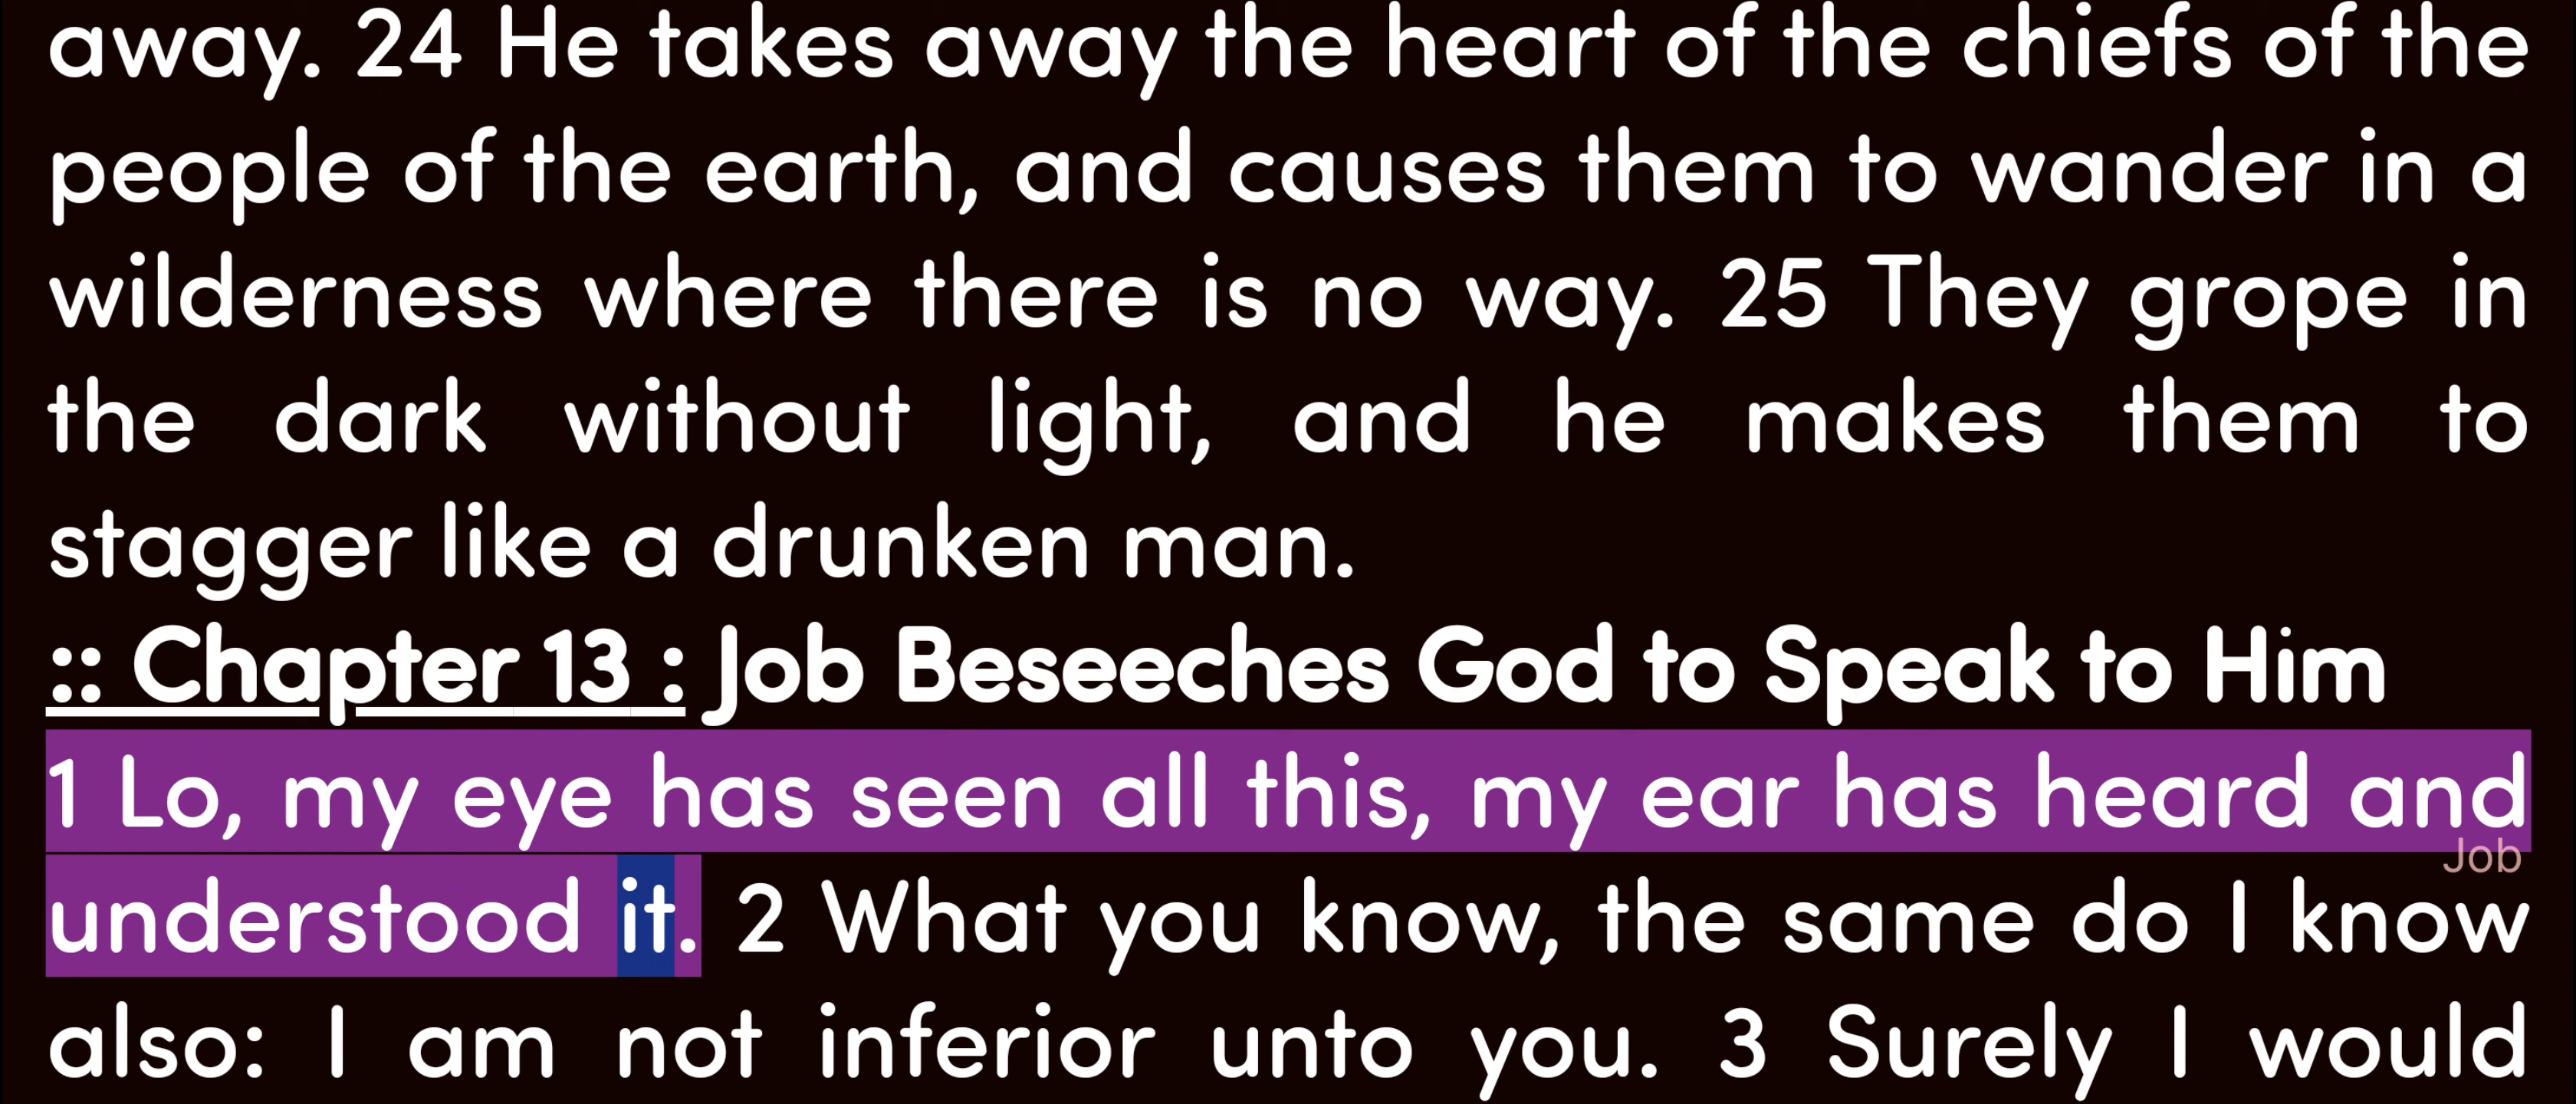 away. 24 He takes away the heart of the chiefs of the
people of the earth, and causes them to wander in a
wilderness where there is no way. 25 They grope in
the dark without light, and he makes them to
stagger like a drunken man.
:: Chapter 13 : Job Beseeches God to Speak to Him
1 Lo, my eye has seen all this, my ear has heard and
Job
understood it. 2 What you know, the same do I know
also: I am not inferior unto you. 3 Surely I would